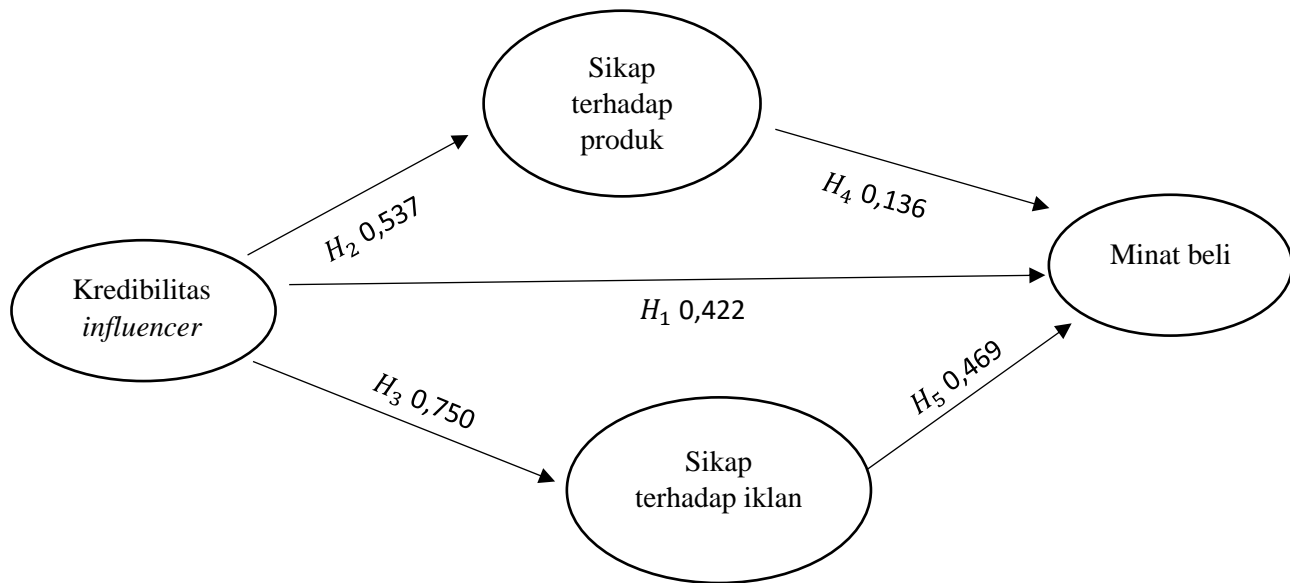 Sikap
terhadap
produk
H₂ 0,537
H₄ 0,136
Kredibilitas
influencer
H₁ 0,422
Minat beli
H₃ 0,750
H₅ 0,469
Sikap
terhadap iklan